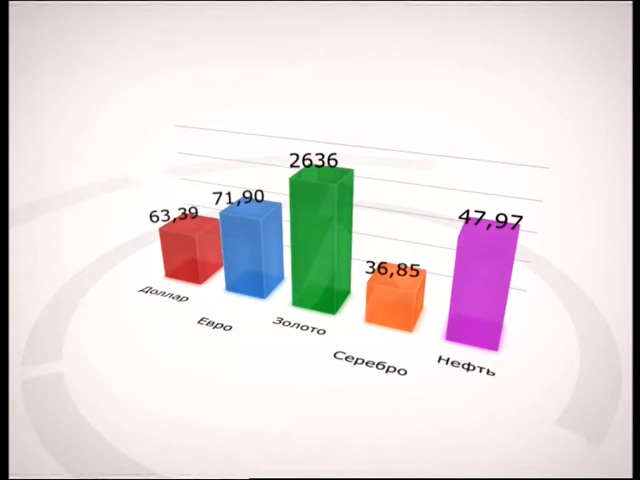 63,39
71,90
2636
36,85
47,97
Доллар
Евро
Золото
Серебро
Нефть